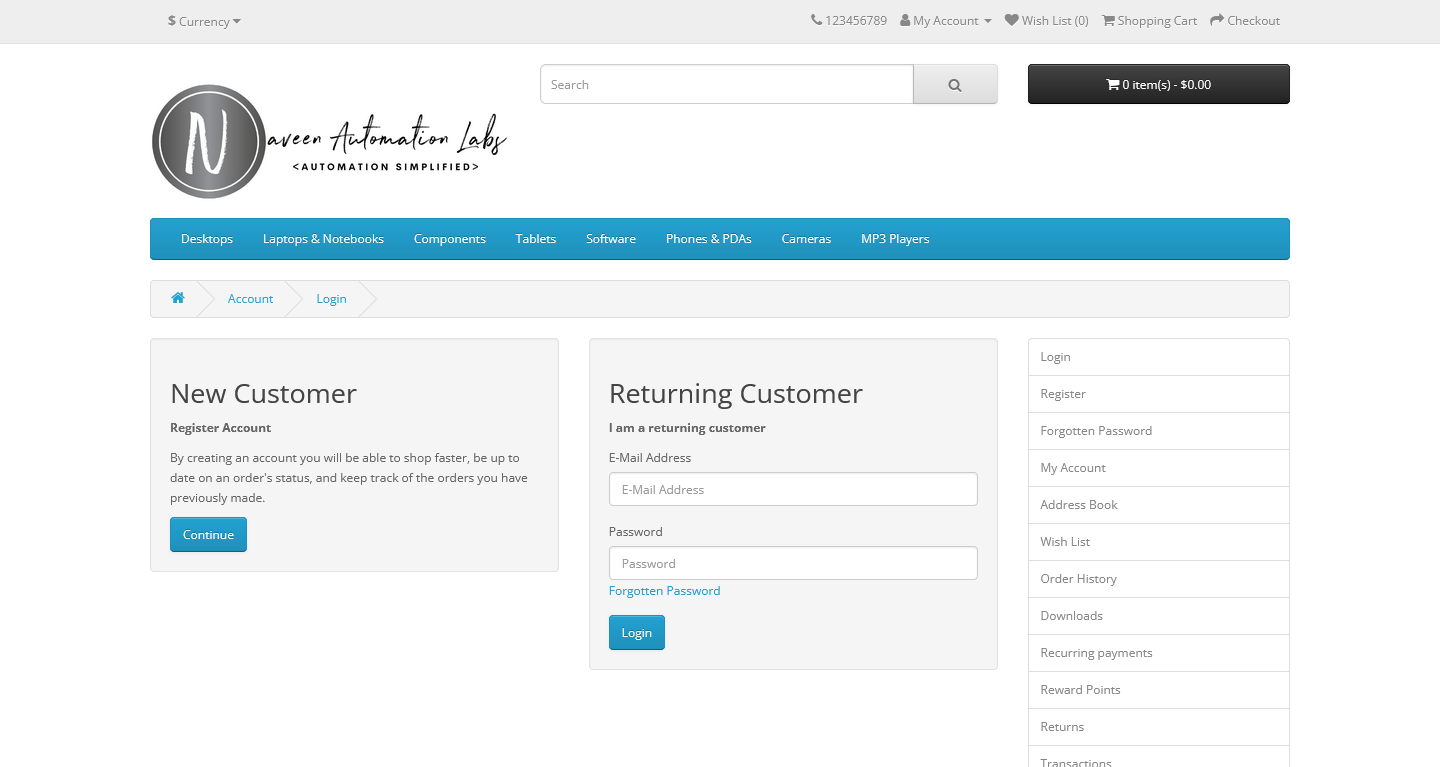 $ Currency
123456789 My Account Wish List (0) Shopping Cart Checkout
Search
0 item(s) - $0.00
N
aveen Automation Labs
<AUTOMATION SIMPLIFIED>
Desktops Laptops & Notebooks Components Tablets Software Phones & PDAs Cameras MP3 Players
Account Login
New Customer
Register Account
By creating an account you will be able to shop faster, be up to
date on an order's status, and keep track of the orders you have
previously made.
Continue
Returning Customer
I am a returning customer
E-Mail Address
E-Mail Address
Password
Password
Forgotten Password
Login
Login
Register
Forgotten Password
My Account
Address Book
Wish List
Order History
Downloads
Recurring payments
Reward Points
Returns
Transactions